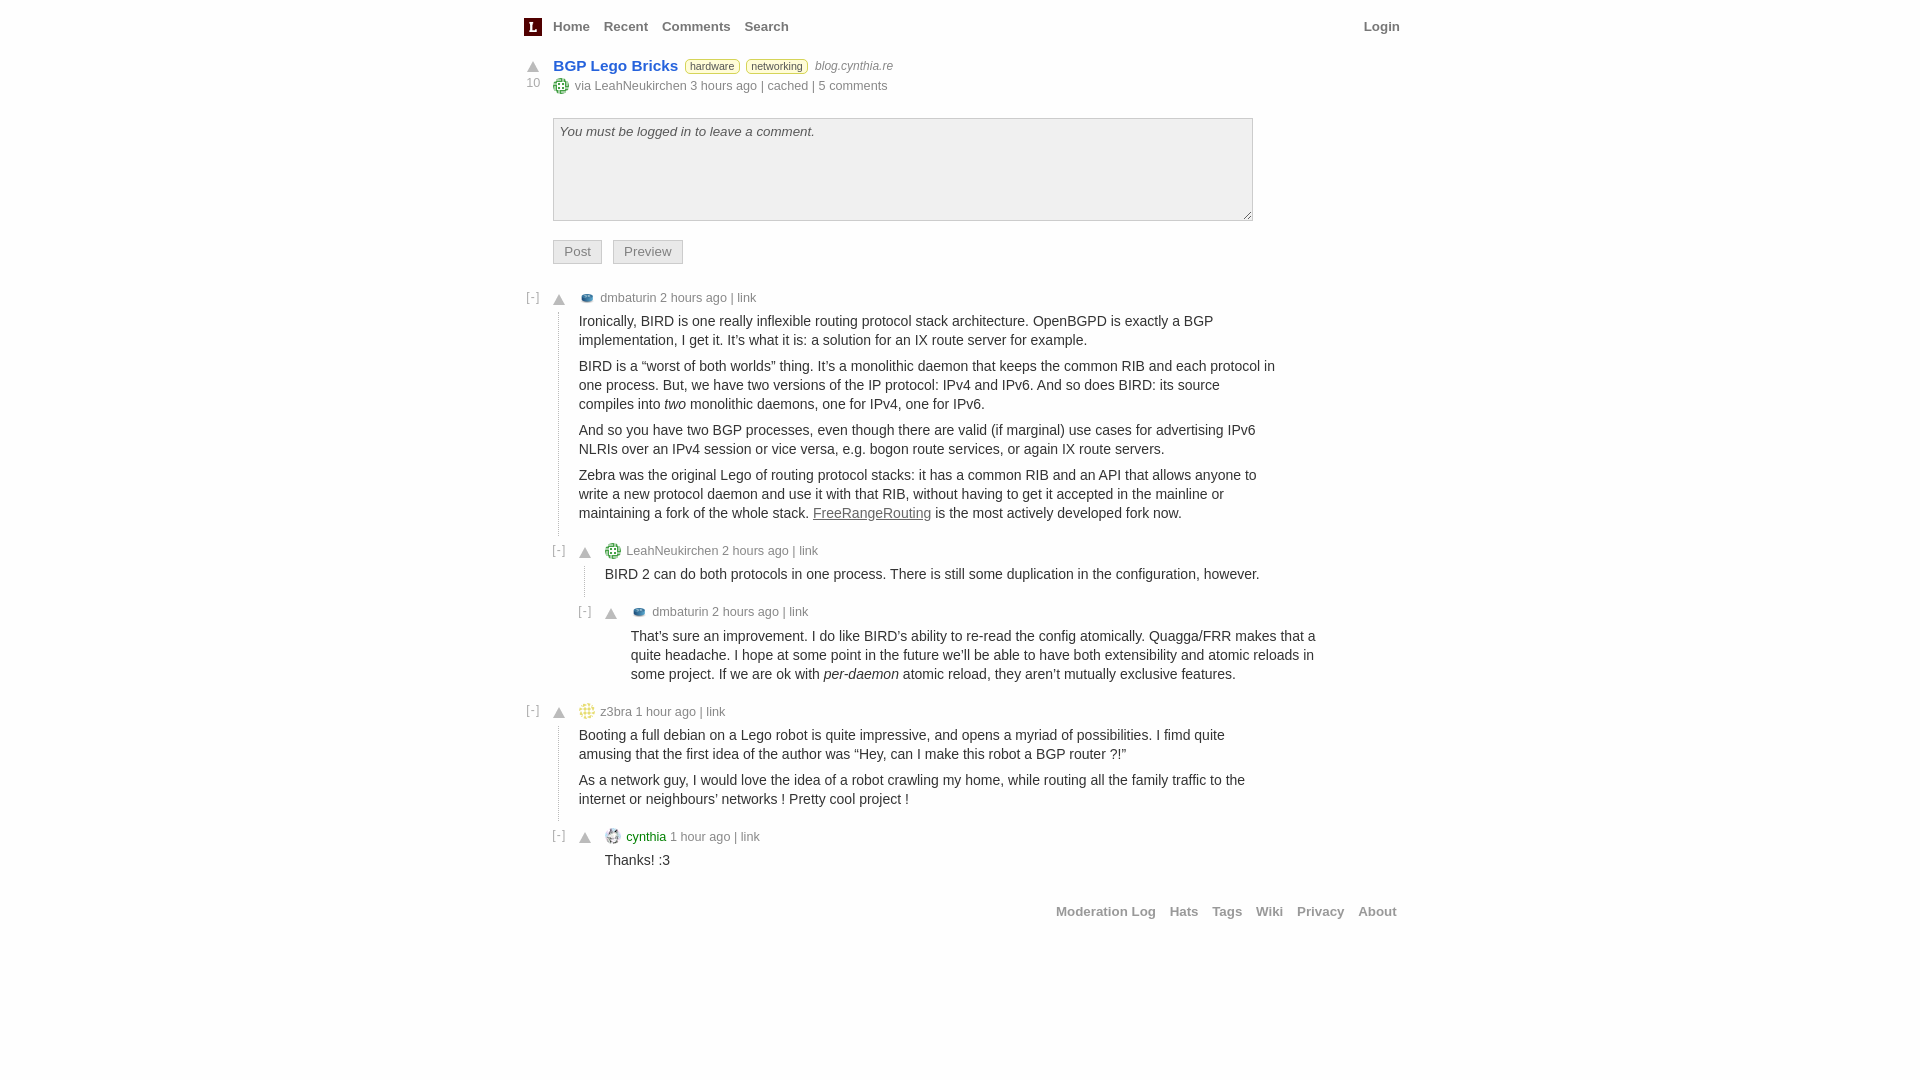 L Home Recent Comments Search Login
BGP Lego Bricks hardware networking blog.cynthia.re
10
via LeahNeukirchen 3 hours ago | cached | 5 comments
You must be logged in to leave a comment.
Post Preview
[-] dmbaturin 2 hours ago | link
Ironically, BIRD is one really inflexible routing protocol stack architecture. OpenBGPD is exactly a BGP
implementation, I get it. It’s what it is: a solution for an IX route server for example.
BIRD is a “worst of both worlds” thing. It’s a monolithic daemon that keeps the common RIB and each protocol in
one process. But, we have two versions of the IP protocol: IPv4 and IPv6. And so does BIRD: its source
compiles into two monolithic daemons, one for IPv4, one for IPv6.
And so you have two BGP processes, even though there are valid (if marginal) use cases for advertising IPv6
NLRIs over an IPv4 session or vice versa, e.g. bogon route services, or again IX route servers.
Zebra was the original Lego of routing protocol stacks: it has a common RIB and an API that allows anyone to
write a new protocol daemon and use it with that RIB, without having to get it accepted in the mainline or
maintaining a fork of the whole stack. FreeRangeRouting is the most actively developed fork now.
[-] LeahNeukirchen 2 hours ago | link
BIRD 2 can do both protocols in one process. There is still some duplication in the configuration, however.
[-] dmbaturin 2 hours ago | link
That’s sure an improvement. I do like BIRD’s ability to re-read the config atomically. Quagga/FRR makes that a
quite headache. I hope at some point in the future we’ll be able to have both extensibility and atomic reloads in
some project. If we are ok with per-daemon atomic reload, they aren’t mutually exclusive features.
[-] z3bra 1 hour ago | link
Booting a full debian on a Lego robot is quite impressive, and opens a myriad of possibilities. I fimd quite
amusing that the first idea of the author was “Hey, can I make this robot a BGP router ?!”
As a network guy, I would love the idea of a robot crawling my home, while routing all the family traffic to the
internet or neighbours’ networks ! Pretty cool project !
[-] cynthia 1 hour ago | link
Thanks! :3
Moderation Log Hats Tags Wiki Privacy About